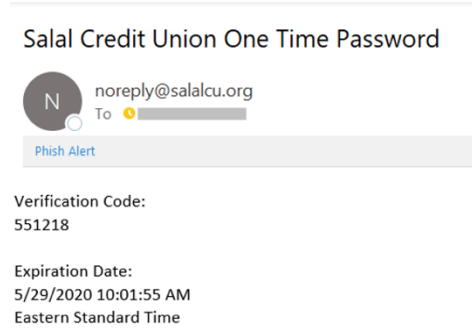 Salal Credit Union One Time Password
N
noreply@salalcu.org
To
Phish Alert
Verification Code:
551218
Expiration Date:
5/29/2020 10:01:55 AM
Eastern Standard Time